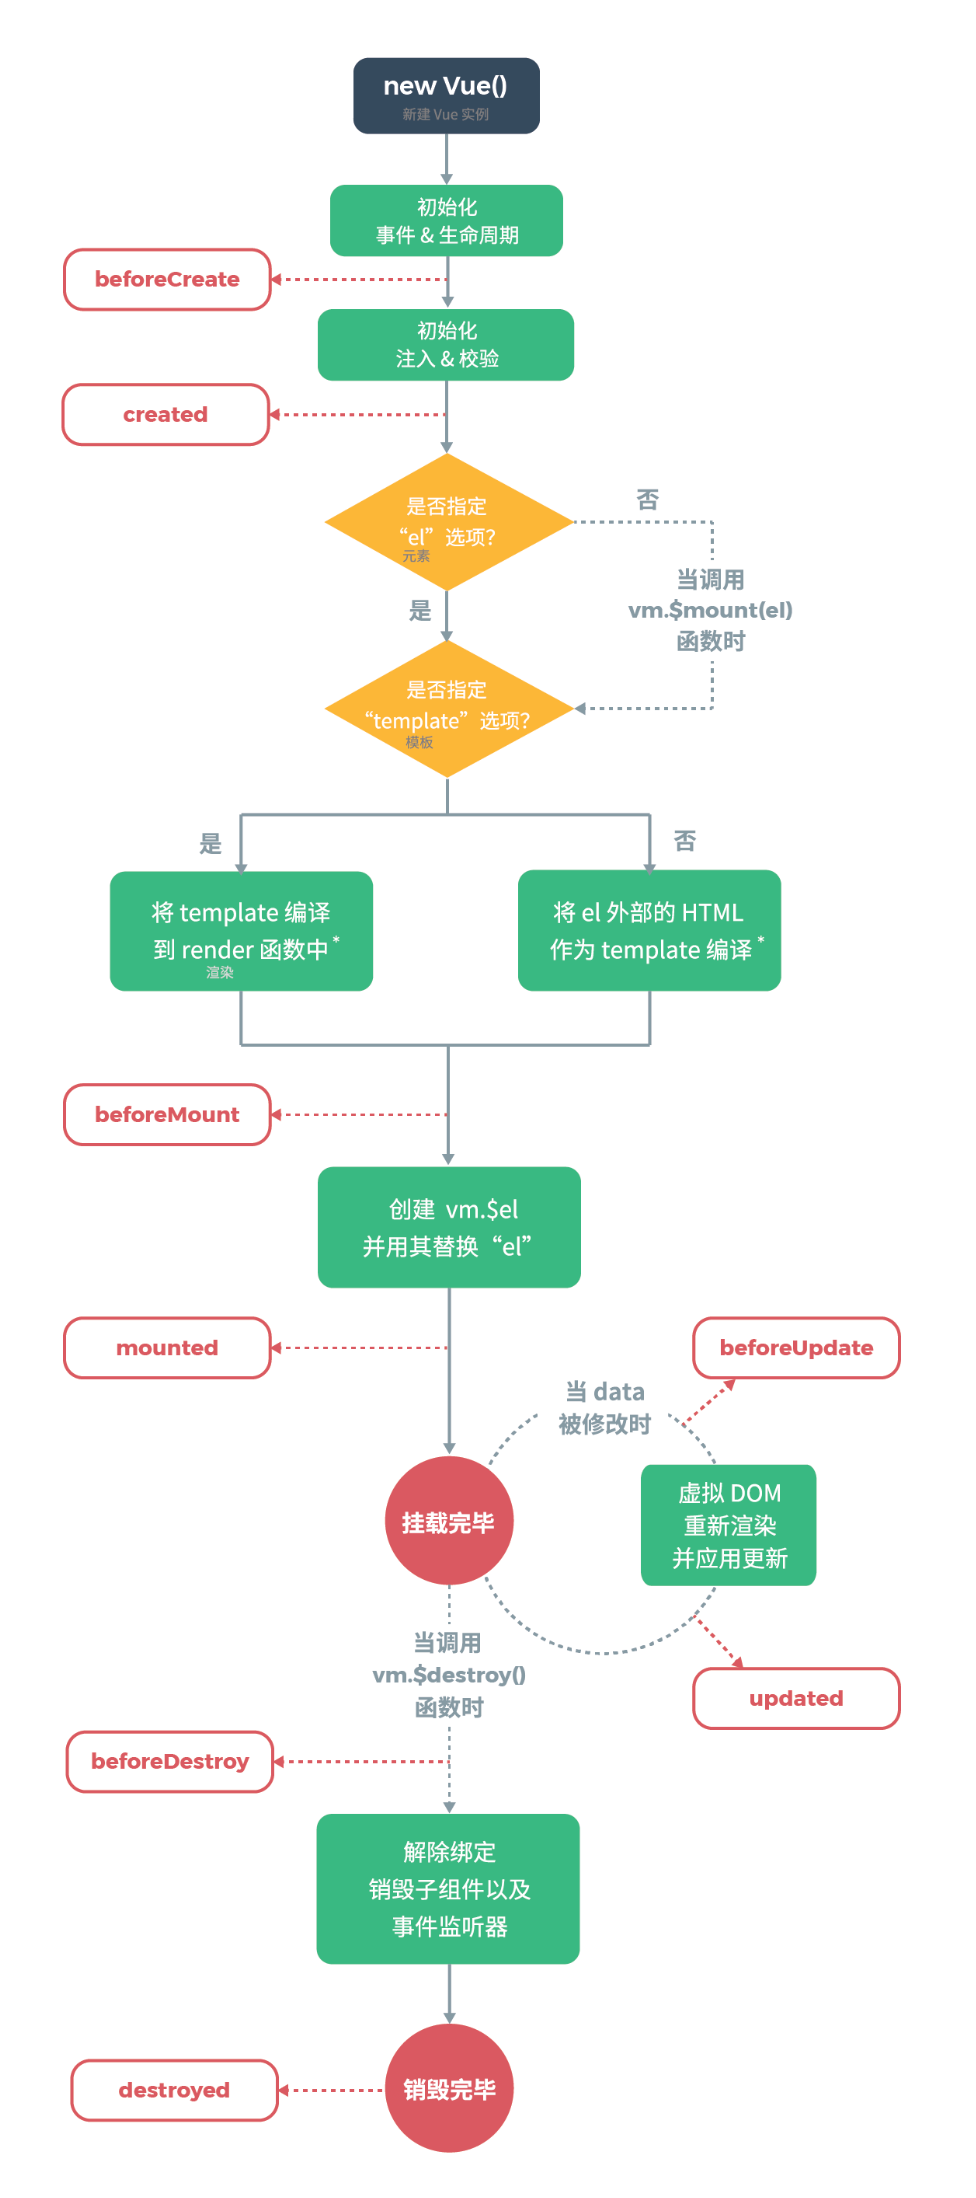 new Vue()
新建 Vue 实例
初始化
事件 & 生命周期
beforeCreate
初始化
注入 & 校验
created
是否指定
“el”选项?
元素
否
当调用
vm.$mount(el)
函数时
是
是否指定
“template”选项?
模板
是
否
将 template 编译
到 render 函数中*
渲染
将 el 外部的 HTML
作为 template 编译*
beforeMount
创建 vm.$el
并用其替换“el”
mounted
beforeUpdate
当 data
被修改时
挂载完毕
虚拟 DOM
重新渲染
并应用更新
当调用
vm.$destroy()
函数时
updated
beforeDestroy
解除绑定
销毁子组件以及
事件监听器
destroyed
销毁完毕